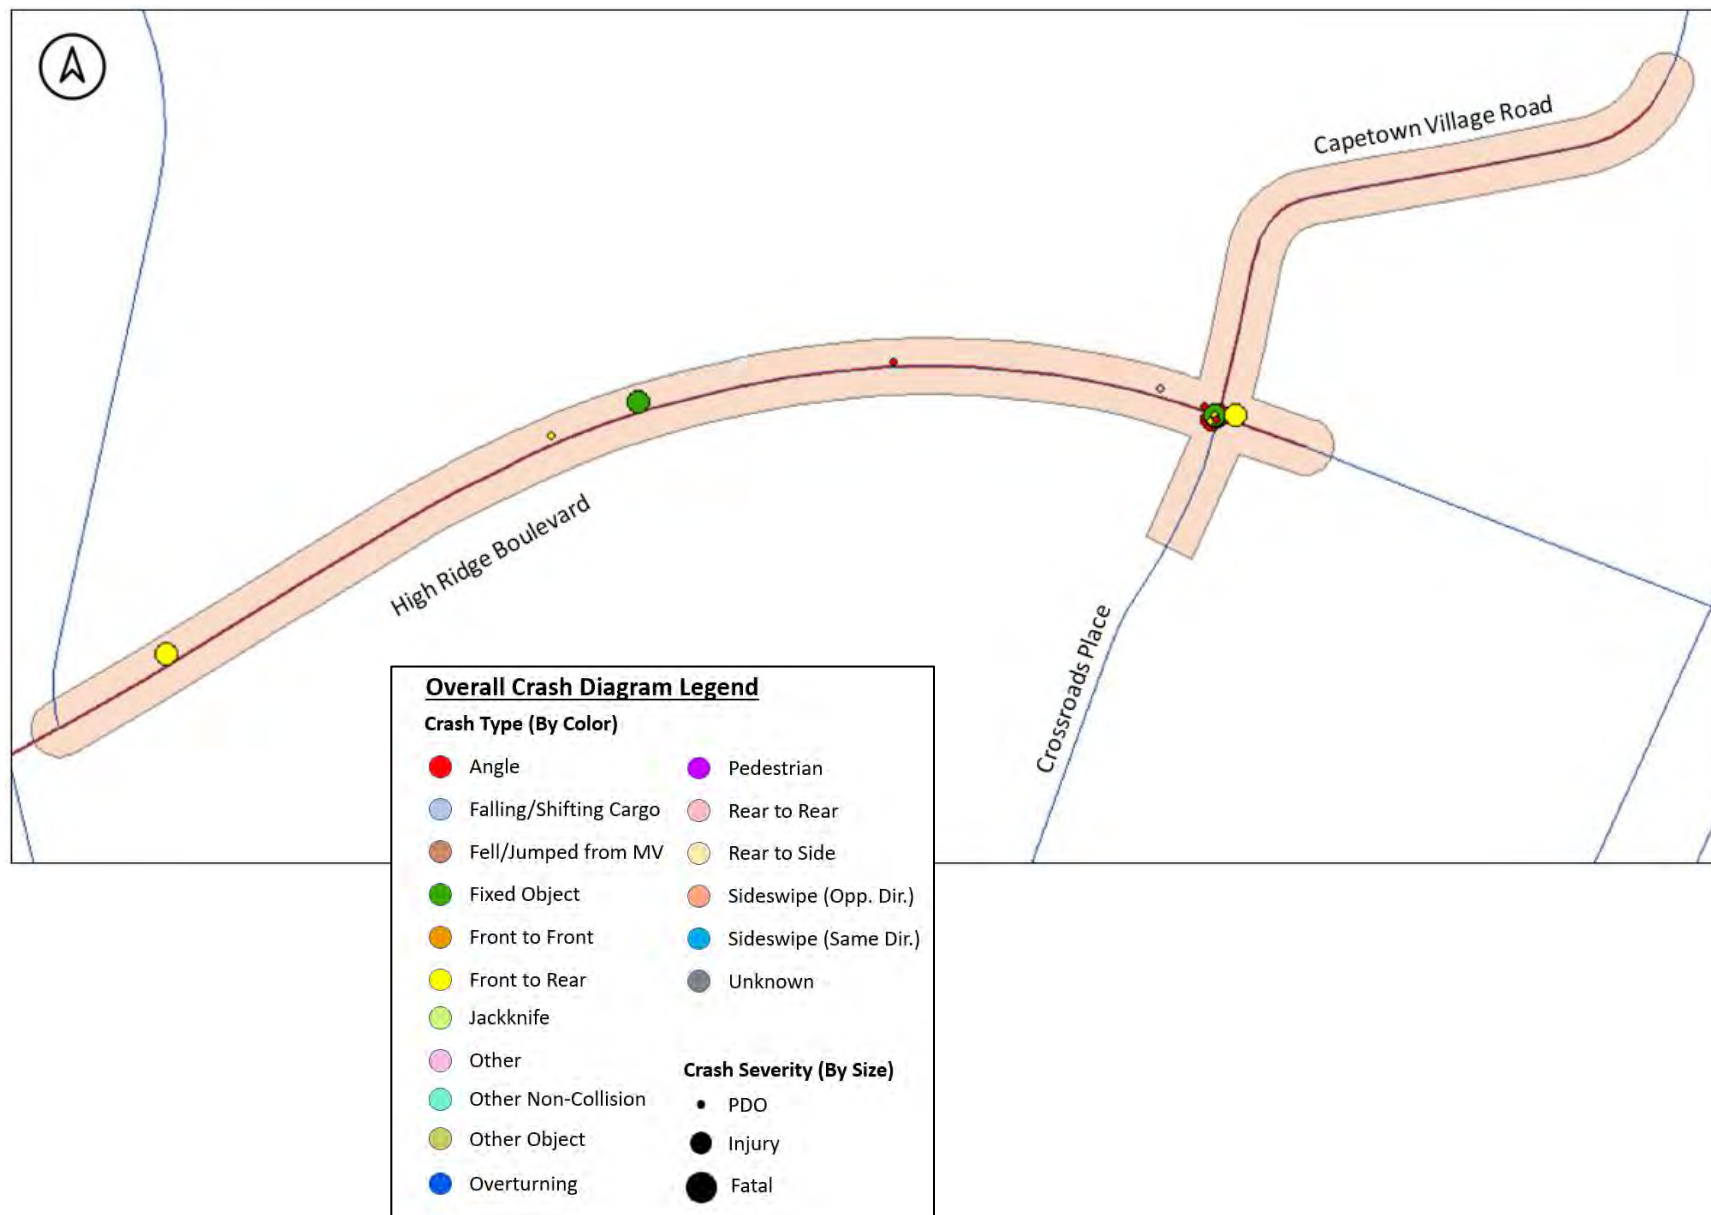 Capetown Village Road
High Ridge Boulevard
Crossroads Place
Overall Crash Diagram Legend
Crash Type (By Color)
Angle
Falling/Shifting Cargo
Fell/Jumped from MV
Fixed Object
Front to Front
Front to Rear
Jackknife
Other
Other Non-Collision
Other Object
Overturning
Pedestrian
Rear to Rear
Rear to Side
Sideswipe (Opp. Dir.)
Sideswipe (Same Dir.)
Unknown
Crash Severity (By Size)
PDO
Injury
Fatal